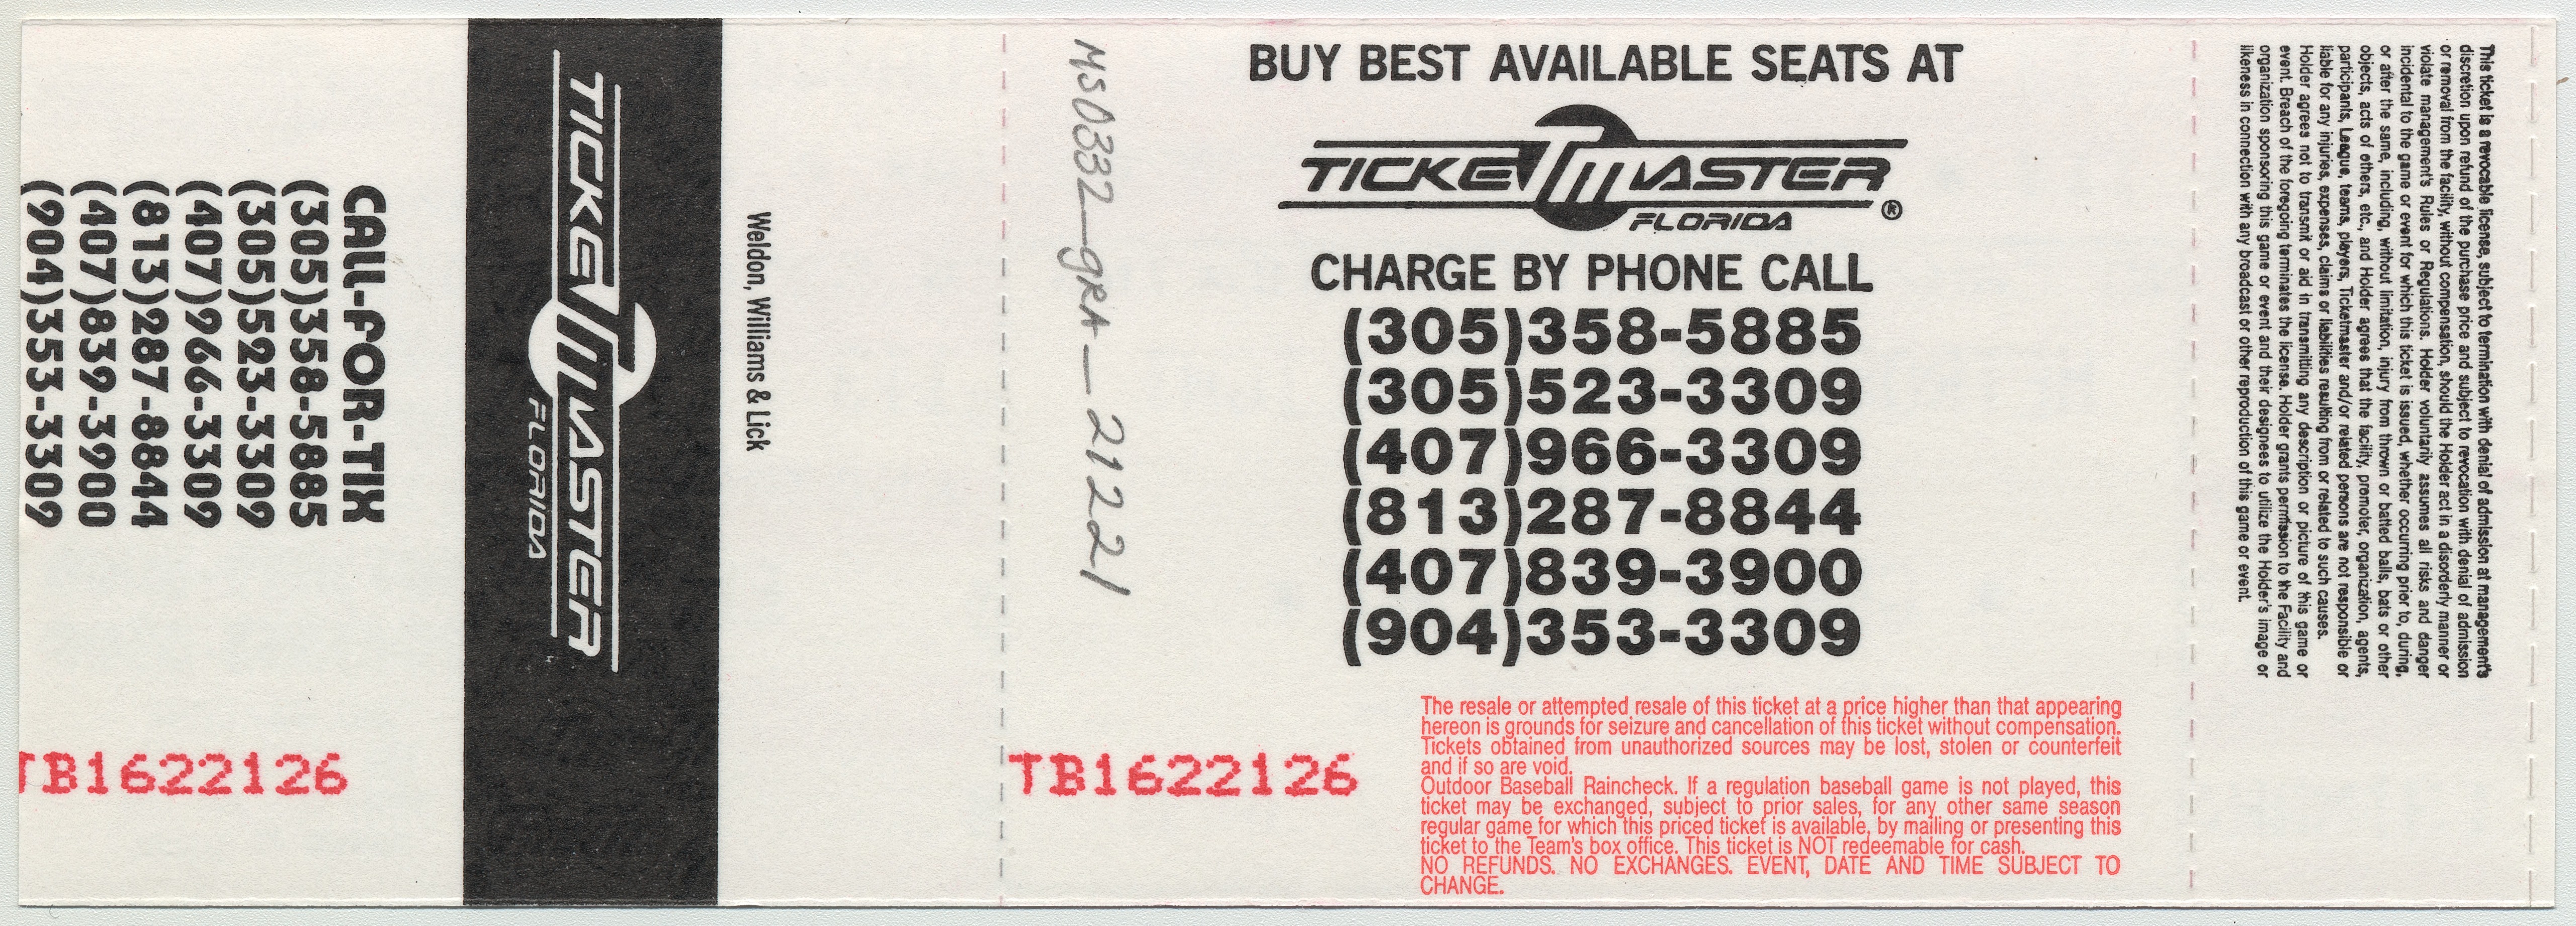 CALL-FOR-TIX
(305)358-5885
(305)523-3309
(407)966-3309
(813)287-8844
(407)839-3900
(904)353-3309
TB1622126
TICKETMASTER
FLORIDA
Weldon, Williams & Lick
MS0332_gRA_21221
BUY BEST AVAILABLE SEATS AT
TICKETMASTER ®
FLORIDA
CHARGE BY PHONE CALL
(305)358-5885
(305)523-3309
(407)966-3309
(813)287-8844
(407)839-3900
(904)353-3309
TB1622126
The resale or attempted resale of this ticket at a price higher than that appearing
hereon is grounds for seizure and cancellation of this ticket without compensation.
Tickets obtained from unauthorized sources may be lost, stolen or counterfeit
and if so are void.
Outdoor Baseball Raincheck. If a regulation baseball game is not played, this
ticket may be exchanged, subject to prior sales, for any other same season
regular game for which this priced ticket is available, by mailing or presenting this
ticket to the Team's box office. This ticket is NOT redeemable for cash.
NO REFUNDS. NO EXCHANGES. EVENT, DATE AND TIME SUBJECT TO
CHANGE.
This ticket is a revocable license, subject to termination with denial of admission at management's
discretion upon refund of the purchase price and subject to revocation with denial of admission
or removal from the facility, without compensation, should the Holder act in a disorderly manner or
violate management's Rules or Regulations. Holder voluntarily assumes all risks and danger
incidental to the game or event for which this ticket is issued, whether occurring prior to, during,
or after the same, including, without limitation, injury from thrown or batted balls, bats or other
objects, acts of others, etc., and Holder agrees that the facility, promoter, organization, agents,
participants, League, teams, players, Ticketmaster and/or related persons are not responsible or
liable for any injuries, expenses, claims or liabilities resulting from or related to such causes.
Holder agrees not to transmit or aid in transmitting any description or picture of this game or
event. Breach of the foregoing terminates the license. Holder grants permission to the Facility and
organization sponsoring this game or event and their designees to utilize the Holder's image or
likeness in connection with any broadcast or other reproduction of this game or event.